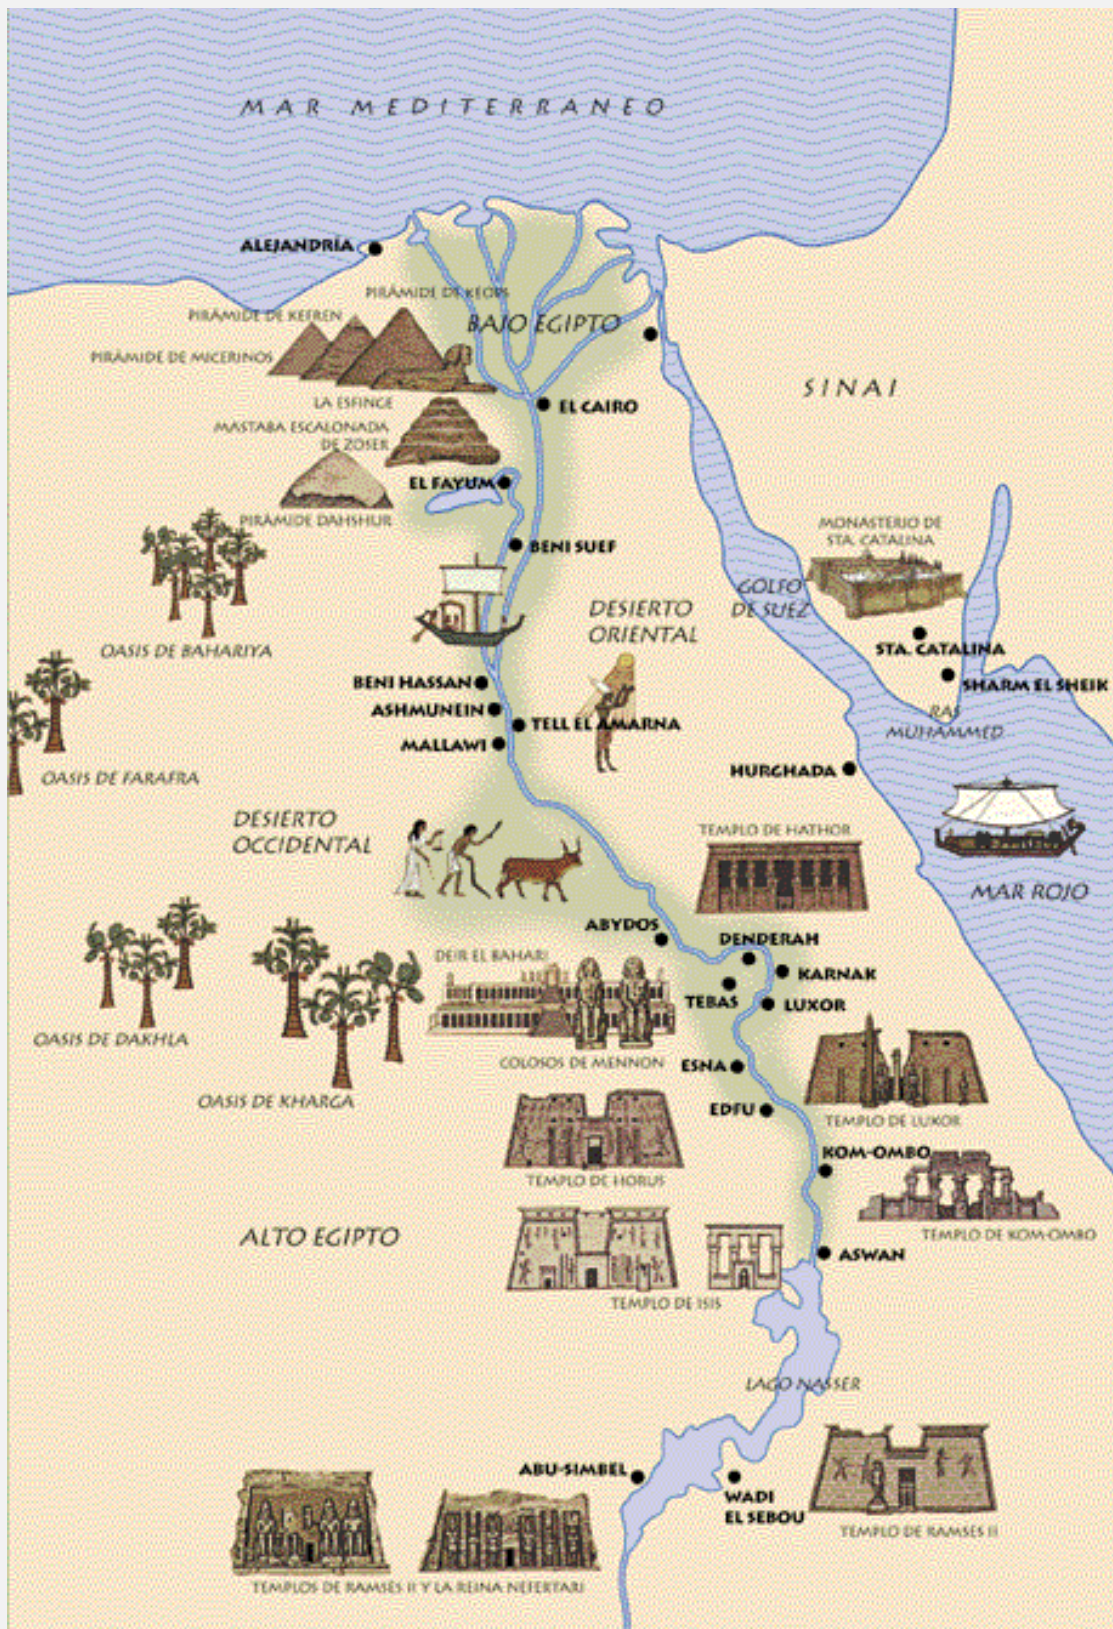 MAR MEDITERRANEO
ALEJANDRÍA
PIRÁMIDE DE KEOPS
PIRÁMIDE DE KEFREN
BAJO EGIPTO
PIRÁMIDE DE MICERINOS
SINAI
LA ESFINGE
EL CAIRO
MASTABA ESCALONADA
DE ZOSER
EL FAYUM
PIRÁMIDE DAHSHUR
MONASTERIO DE
STA. CATALINA
BENI SUEF
GOLFO
DE SUEZ
DESIERTO
ORIENTAL
OASIS DE BAHARIYA
STA. CATALINA
BENI HASSAN
SHARM EL SHEIK
ASHMUNEIN
RAS
MUHAMMED
TELL EL AMARNA
MALLAWI
HURGHADA
OASIS DE FARAFRA
DESIERTO
OCCIDENTAL
TEMPLO DE HATHOR
MAR ROJO
ABYDOS
DENDERAH
DEIR EL BAHARI
KARNAK
TEBAS
LUXOR
OASIS DE DAKHLA
COLOSOS DE MENNON
ESNA
OASIS DE KHARGA
EDFU
TEMPLO DE LUXOR
KOM-OMBO
TEMPLO DE HORUS
ALTO EGIPTO
TEMPLO DE KOM-OMBO
ASWAN
TEMPLO DE ISIS
LAGO NASSER
ABU-SIMBEL
WADI
EL SEBOU
TEMPLO DE RAMSÈS II
TEMPLOS DE RAMSÈS II Y LA REINA NEFERTARI